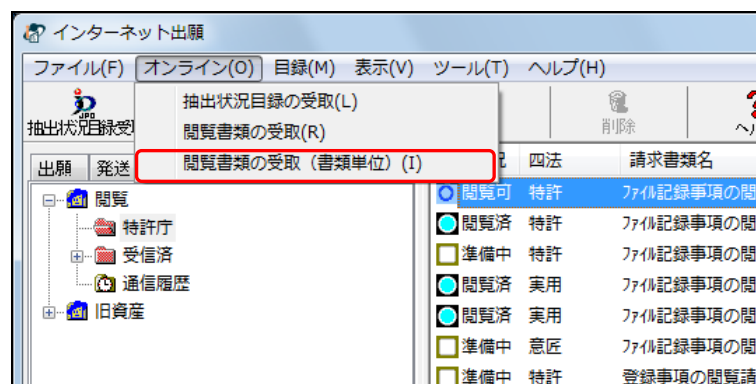 インターネット出願
ファイル(F) オンライン(O) 目録(M) 表示(V) ツール(T) ヘルプ(H)
抽出状況目録の受取(L)
閲覧書類の受取(R)
閲覧書類の受取（書類単位）(I)
JPO
抽出状況目録受
削除
ヘル
出願 発送
四法 請求書類名
閲覧
特許庁
受信済
通信履歴
旧資産
閲覧可 特許 ファイル記録事項の閲
閲覧済 特許 ファイル記録事項の閲
準備中 特許 ファイル記録事項の閲
閲覧済 実用 ファイル記録事項の閲
閲覧済 実用 ファイル記録事項の閲
準備中 意匠 ファイル記録事項の閲
準備中 特許 登録事項の閲覧請